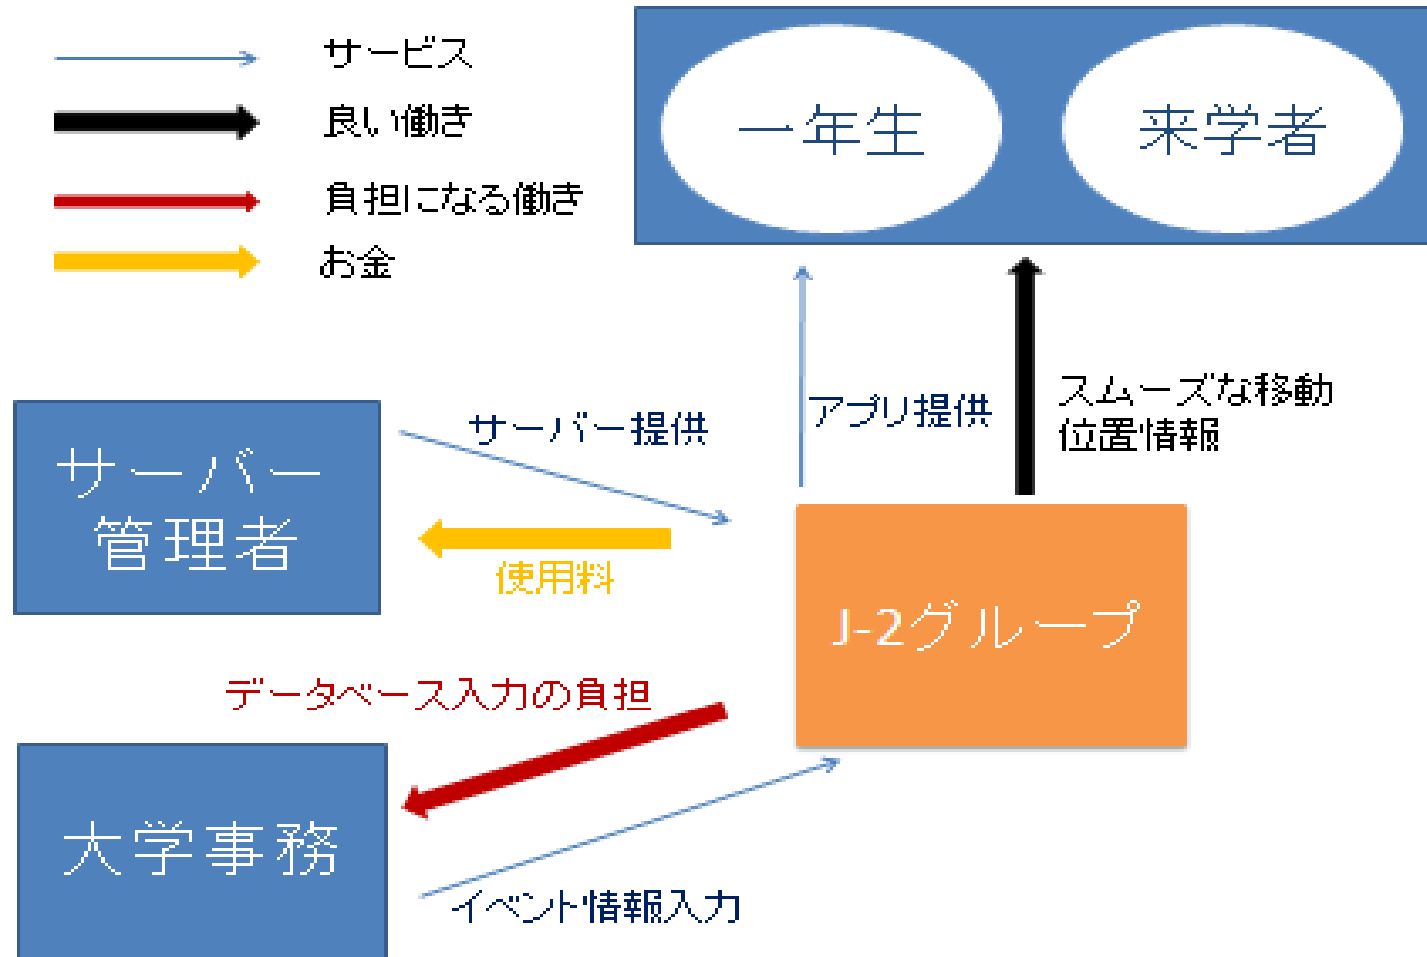 サービス
良い働き
負担になる働き
お金
一年生
来学者
アプリ提供
スムーズな移動
位置情報
サーバー
管理者
サーバー提供
使用料
J-2グループ
データベース入力の負担
大学事務
イベント情報入力